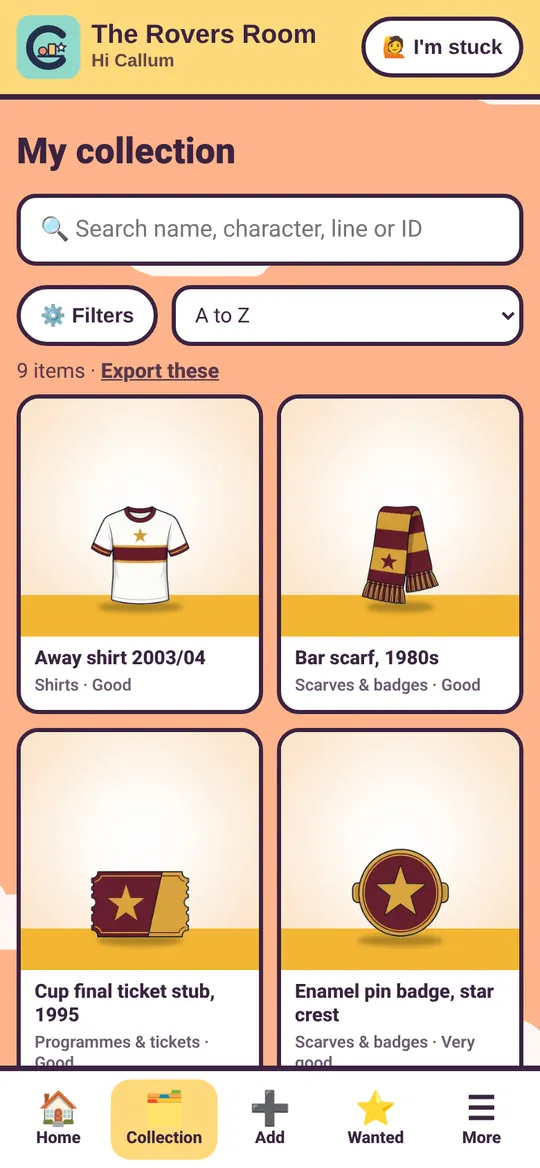 The Rovers Room
Hi Callum
🙋 I'm stuck
My collection
🔍 Search name, character, line or ID
⚙️ Filters
A to Z
9 items · Export these
Away shirt 2003/04
Shirts · Good
Bar scarf, 1980s
Scarves & badges · Good
Cup final ticket stub,
1995
Programmes & tickets ·
Good
Enamel pin badge, star
crest
Scarves & badges · Very
good
Home
Collection
Add
Wanted
More